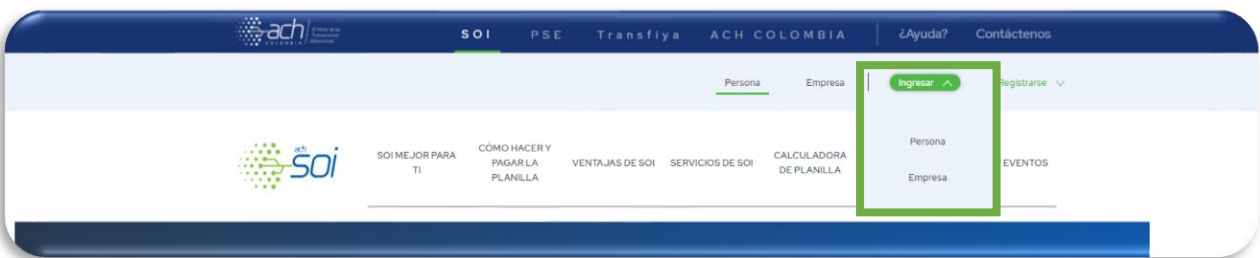 ach
COLOMBIA
SOI PSE Transfiya ACH COLOMBIA ¿Ayuda? Contáctenos
Persona Empresa Ingresar Registrarse
ach
soi
SOI MEJOR PARA
TI
CÓMO HACER Y
PAGAR LA
PLANILLA
VENTAJAS DE SOI
SERVICIOS DE SOI
CALCULADORA
DE PLANILLA
Persona
Empresa
EVENTOS